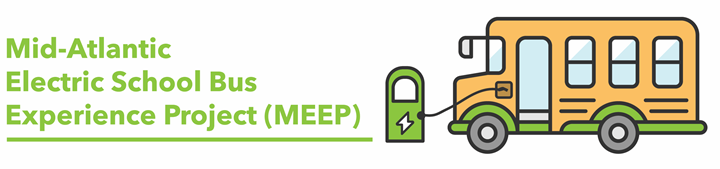 Mid-Atlantic
Electric School Bus
Experience Project (MEEP)